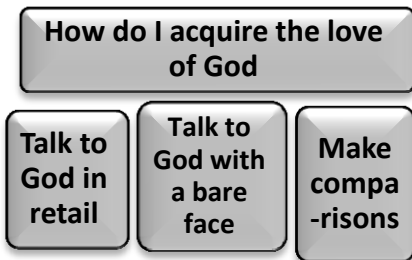 How do I acquire the love
of God
Talk to
God in
retail
Talk to
God with
a bare
face
Make
compa
-risons